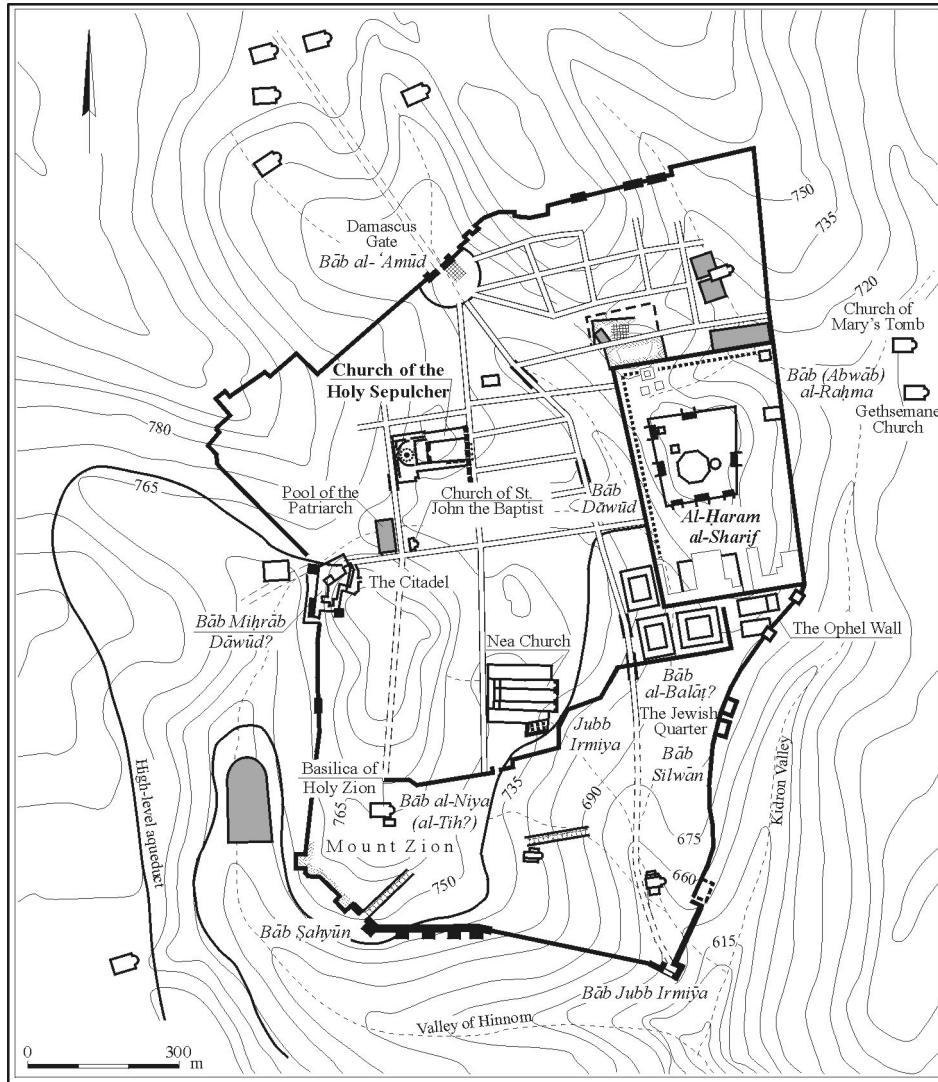 Damascus
Gate
Bāb al-ʿAmūd
750
735
720
Church of
Mary's Tomb
Church of the
Holy Sepulcher
Bāb (Abwāb)
al-Raḥma
Gethsemane
Church
780
765
Pool of the
Patriarch
Church of St.
John the Baptist
Bāb
Dāwūd
Al-Ḥaram
al-Sharif
The Citadel
Bāb Miḥrāb
Dāwūd?
The Ophel Wall
Nea Church
Bāb
al-Balāṭ?
The Jewish
Quarter
Bāb
Silwān
Jubb
Irmiya
High-level aqueduct
Kidron Valley
Basilica of
Holy Zion
765
Bāb al-Niya
(al-Tih?)
735
690
Mount Zion
675
660
750
Bāb Ṣahyūn
615
Bāb Jubb Irmiya
Valley of Hinnom
0
300
m